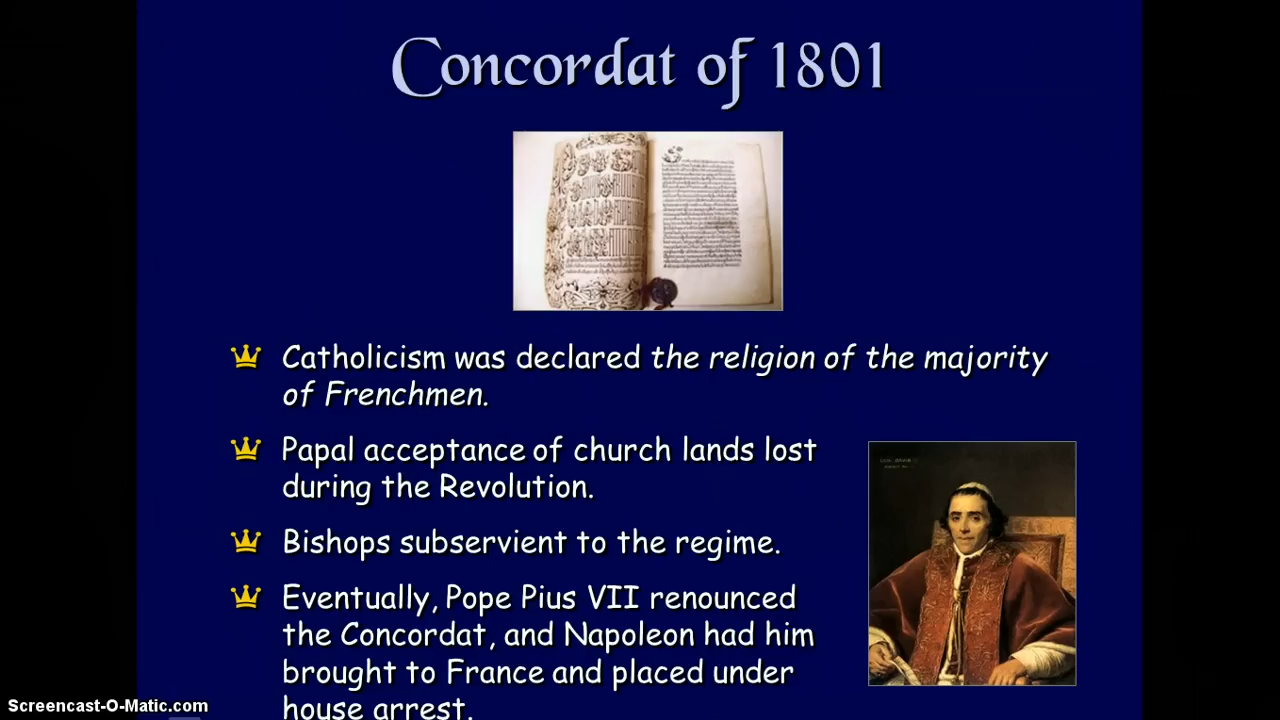 Concordat of 1801
Catholicism was declared the religion of the majority
of Frenchmen.
Papal acceptance of church lands lost
during the Revolution.
Bishops subservient to the regime.
Eventually, Pope Pius VII renounced
the Concordat, and Napoleon had him
brought to France and placed under
house arrest.
Screencast-O-Matic.com